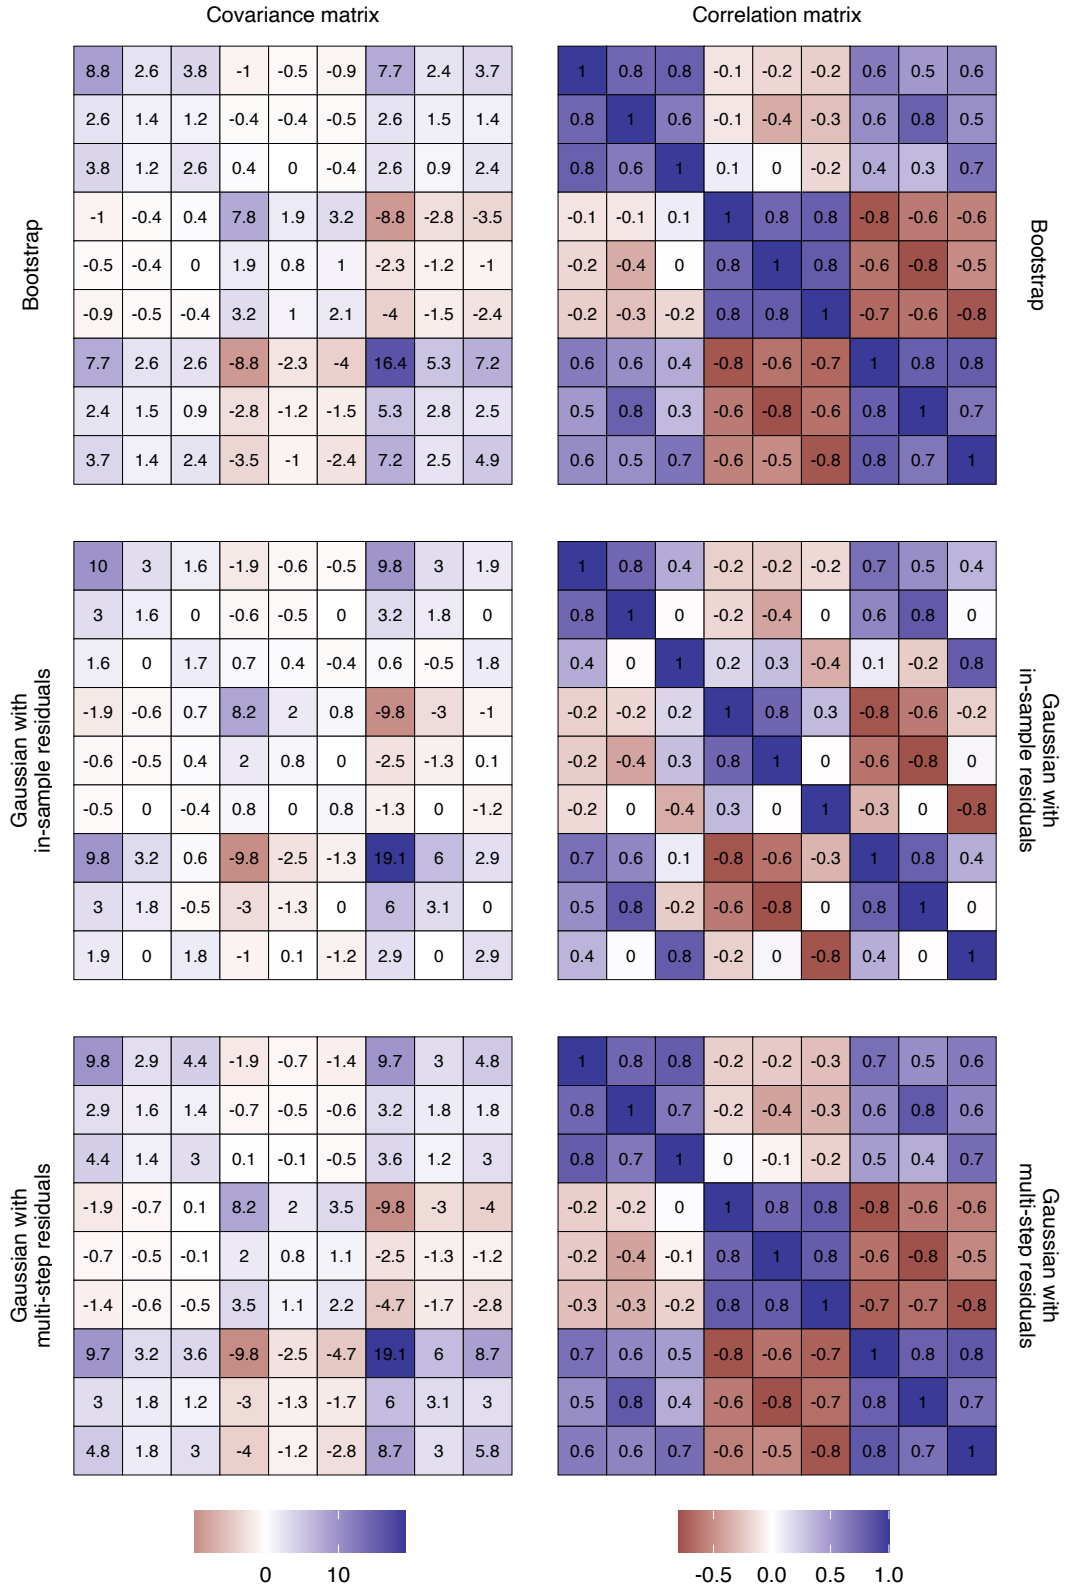 Covariance matrix Correlation matrix
Bootstrap
8.8 2.6 3.8 -1 -0.5 -0.9 7.7 2.4 3.7
2.6 1.4 1.2 -0.4 -0.4 -0.5 2.6 1.5 1.4
3.8 1.2 2.6 0.4 0 -0.4 2.6 0.9 2.4
-1 -0.4 0.4 7.8 1.9 3.2 -8.8 -2.8 -3.5
-0.5 -0.4 0 1.9 0.8 1 -2.3 -1.2 -1
-0.9 -0.5 -0.4 3.2 1 2.1 -4 -1.5 -2.4
7.7 2.6 2.6 -8.8 -2.3 -4 16.4 5.3 7.2
2.4 1.5 0.9 -2.8 -1.2 -1.5 5.3 2.8 2.5
3.7 1.4 2.4 -3.5 -1 -2.4 7.2 2.5 4.9
1 0.8 0.8 -0.1 -0.2 -0.2 0.6 0.5 0.6
0.8 1 0.6 -0.1 -0.4 -0.3 0.6 0.8 0.5
0.8 0.6 1 0.1 0 -0.2 0.4 0.3 0.7
-0.1 -0.1 0.1 1 0.8 0.8 -0.8 -0.6 -0.6
-0.2 -0.4 0 0.8 1 0.8 -0.6 -0.8 -0.5
-0.2 -0.3 -0.2 0.8 0.8 1 -0.7 -0.6 -0.8
0.6 0.6 0.4 -0.8 -0.6 -0.7 1 0.8 0.8
0.5 0.8 0.3 -0.6 -0.8 -0.6 0.8 1 0.7
0.6 0.5 0.7 -0.6 -0.5 -0.8 0.8 0.7 1
Bootstrap
Gaussian with
in-sample residuals
10 3 1.6 -1.9 -0.6 -0.5 9.8 3 1.9
3 1.6 0 -0.6 -0.5 0 3.2 1.8 0
1.6 0 1.7 0.7 0.4 -0.4 0.6 -0.5 1.8
-1.9 -0.6 0.7 8.2 2 0.8 -9.8 -3 -1
-0.6 -0.5 0.4 2 0.8 0 -2.5 -1.3 0.1
-0.5 0 -0.4 0.8 0 0.8 -1.3 0 -1.2
9.8 3.2 0.6 -9.8 -2.5 -1.3 19.1 6 2.9
3 1.8 -0.5 -3 -1.3 0 6 3.1 0
1.9 0 1.8 -1 0.1 -1.2 2.9 0 2.9
1 0.8 0.4 -0.2 -0.2 -0.2 0.7 0.5 0.4
0.8 1 0 -0.2 -0.4 0 0.6 0.8 0
0.4 0 1 0.2 0.3 -0.4 0.1 -0.2 0.8
-0.2 -0.2 0.2 1 0.8 0.3 -0.8 -0.6 -0.2
-0.2 -0.4 0.3 0.8 1 0 -0.6 -0.8 0
-0.2 0 -0.4 0.3 0 1 -0.3 0 -0.8
0.7 0.6 0.1 -0.8 -0.6 -0.3 1 0.8 0.4
0.5 0.8 -0.2 -0.6 -0.8 0 0.8 1 0
0.4 0 0.8 -0.2 0 -0.8 0.4 0 1
Gaussian with
in-sample residuals
Gaussian with
multi-step residuals
9.8 2.9 4.4 -1.9 -0.7 -1.4 9.7 3 4.8
2.9 1.6 1.4 -0.7 -0.5 -0.6 3.2 1.8 1.8
4.4 1.4 3 0.1 -0.1 -0.5 3.6 1.2 3
-1.9 -0.7 0.1 8.2 2 3.5 -9.8 -3 -4
-0.7 -0.5 -0.1 2 0.8 1.1 -2.5 -1.3 -1.2
-1.4 -0.6 -0.5 3.5 1.1 2.2 -4.7 -1.7 -2.8
9.7 3.2 3.6 -9.8 -2.5 -4.7 19.1 6 8.7
3 1.8 1.2 -3 -1.3 -1.7 6 3.1 3
4.8 1.8 3 -4 -1.2 -2.8 8.7 3 5.8
1 0.8 0.8 -0.2 -0.2 -0.3 0.7 0.5 0.6
0.8 1 0.7 -0.2 -0.4 -0.3 0.6 0.8 0.6
0.8 0.7 1 0 -0.1 -0.2 0.5 0.4 0.7
-0.2 -0.2 0 1 0.8 0.8 -0.8 -0.6 -0.6
-0.2 -0.4 -0.1 0.8 1 0.8 -0.6 -0.8 -0.5
-0.3 -0.3 -0.2 0.8 0.8 1 -0.7 -0.7 -0.8
0.7 0.6 0.5 -0.8 -0.6 -0.7 1 0.8 0.8
0.5 0.8 0.4 -0.6 -0.8 -0.7 0.8 1 0.7
0.6 0.6 0.7 -0.6 -0.5 -0.8 0.8 0.7 1
Gaussian with
multi-step residuals
0 10
-0.5 0.0 0.5 1.0